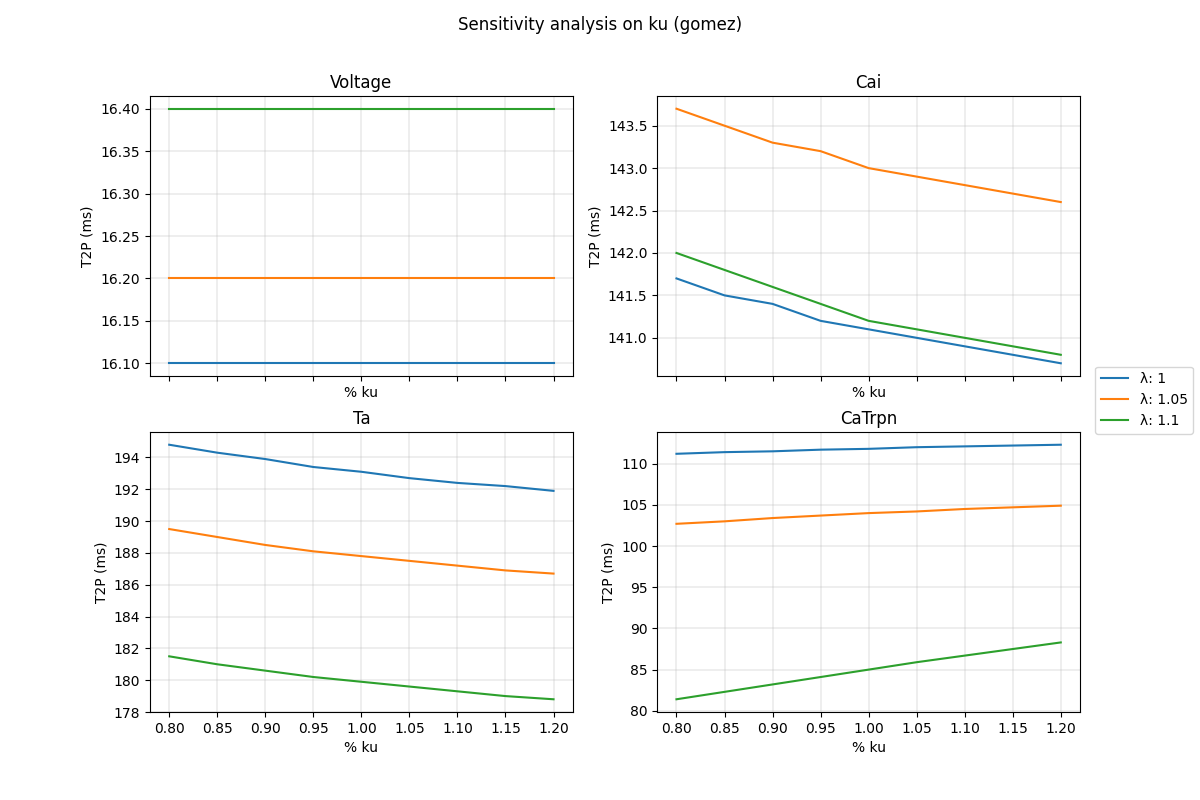 Sensitivity analysis on ku (gomez)
Voltage
T2P (ms)
16.40
16.35
16.30
16.25
16.20
16.15
16.10
% ku
Cai
T2P (ms)
143.5
143.0
142.5
142.0
141.5
141.0
% ku
λ: 1
λ: 1.05
λ: 1.1
Ta
T2P (ms)
194
192
190
188
186
184
182
180
178
0.80 0.85 0.90 0.95 1.00 1.05 1.10 1.15 1.20
% ku
CaTrpn
T2P (ms)
110
105
100
95
90
85
80
0.80 0.85 0.90 0.95 1.00 1.05 1.10 1.15 1.20
% ku